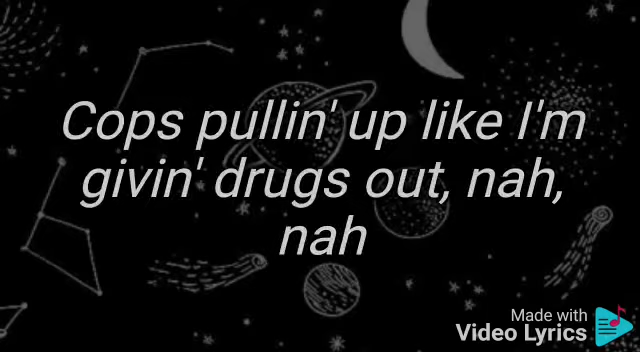 Cops pullin' up like I'm
givin' drugs out, nah,
nah
Made with
Video Lyrics